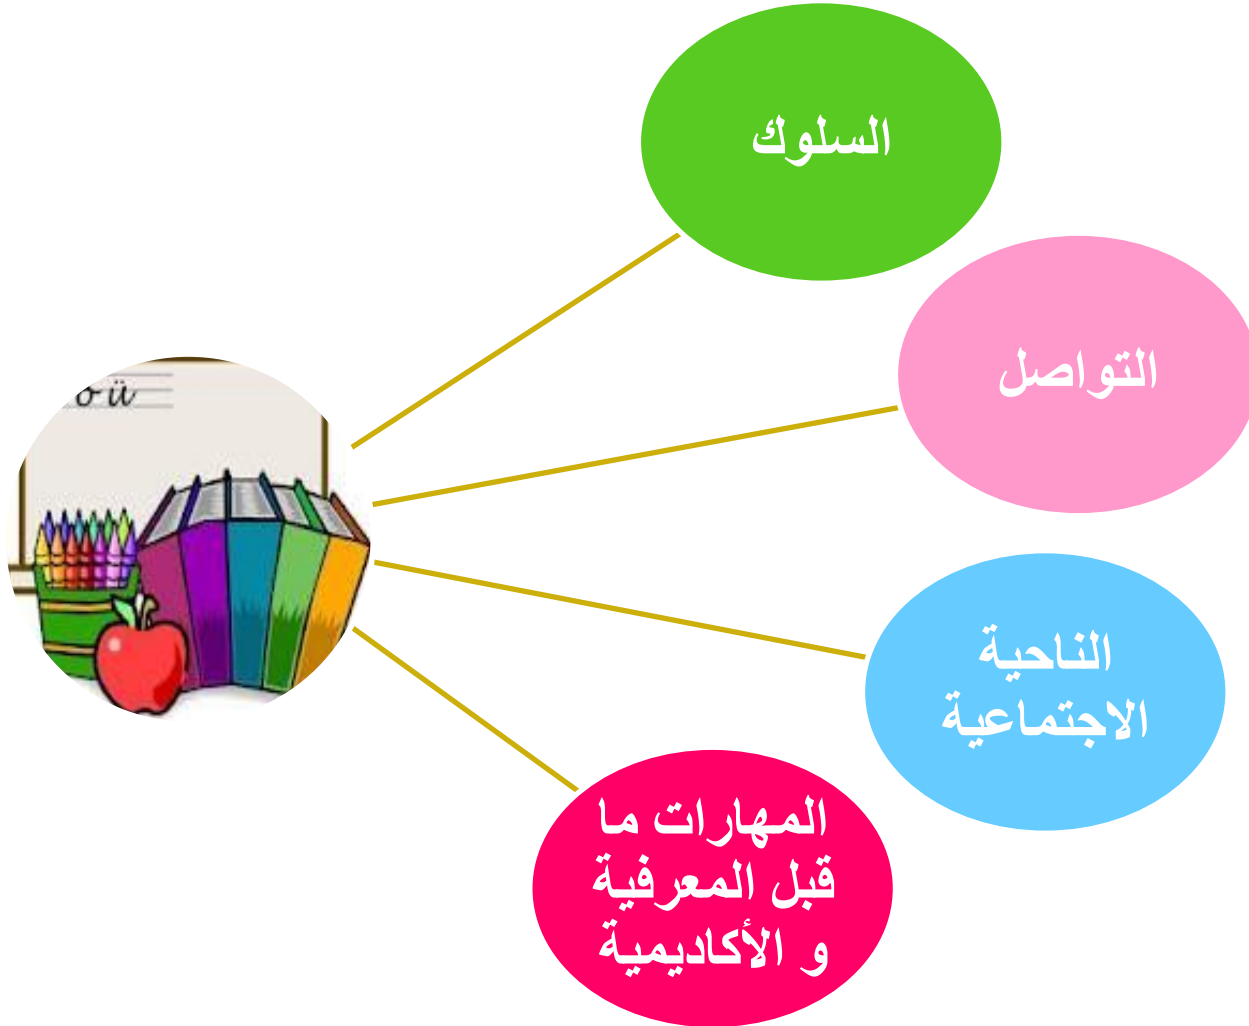 السلوك
التواصل
الناحية
الاجتماعية
المهارات ما
قبل المعرفية
و الأكاديمية
ü